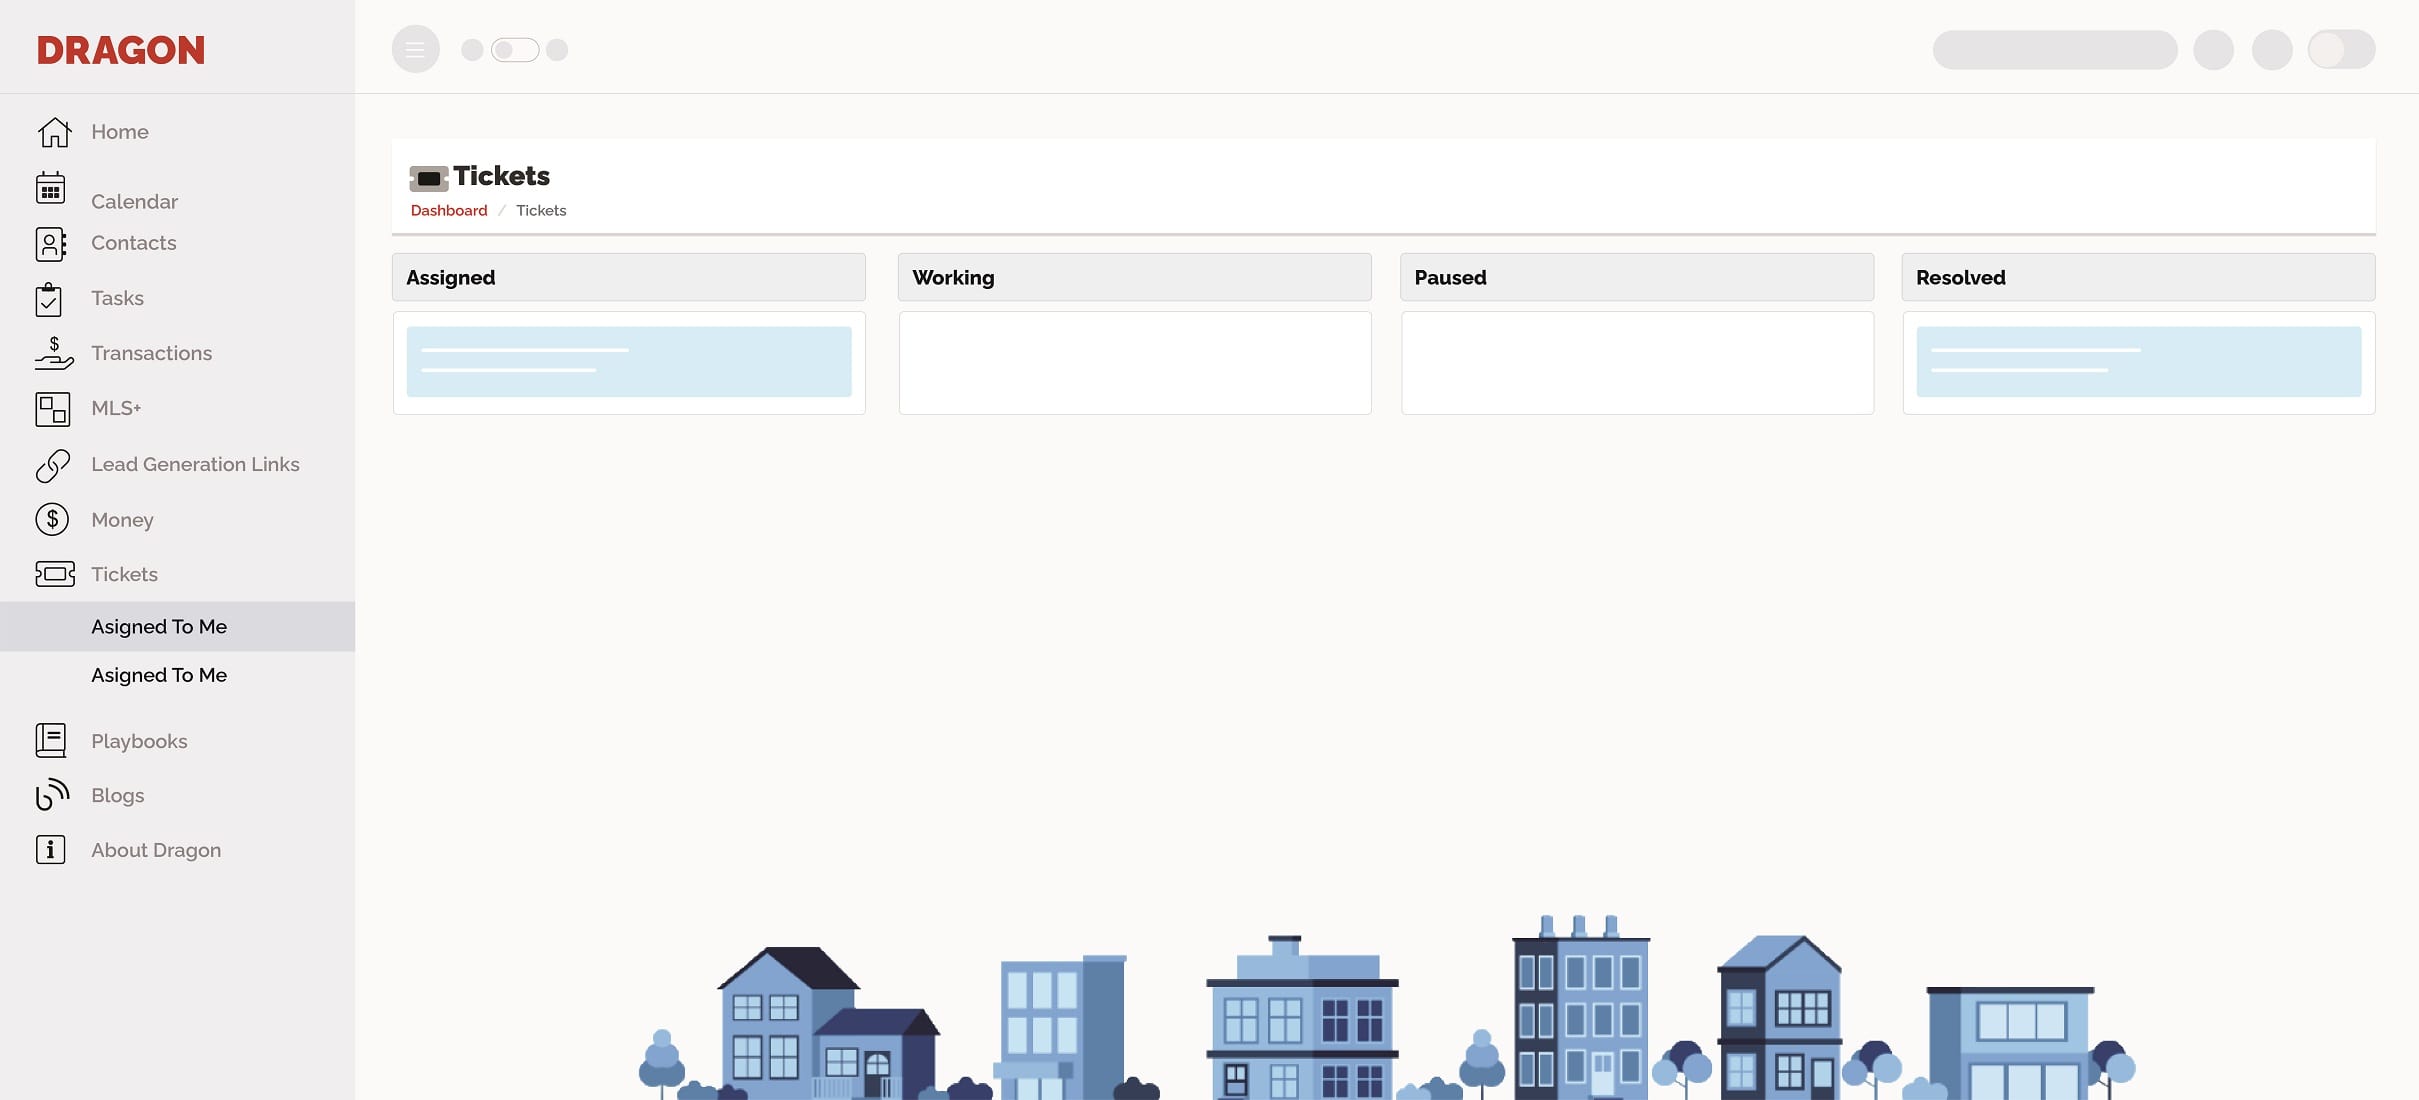 DRAGON
Home
Calendar
Contacts
Tasks
Transactions
MLS+
Lead Generation Links
Money
Tickets
Asigned To Me
Asigned To Me
Playbooks
Blogs
About Dragon
Tickets
Dashboard / Tickets
Assigned
Working
Paused
Resolved